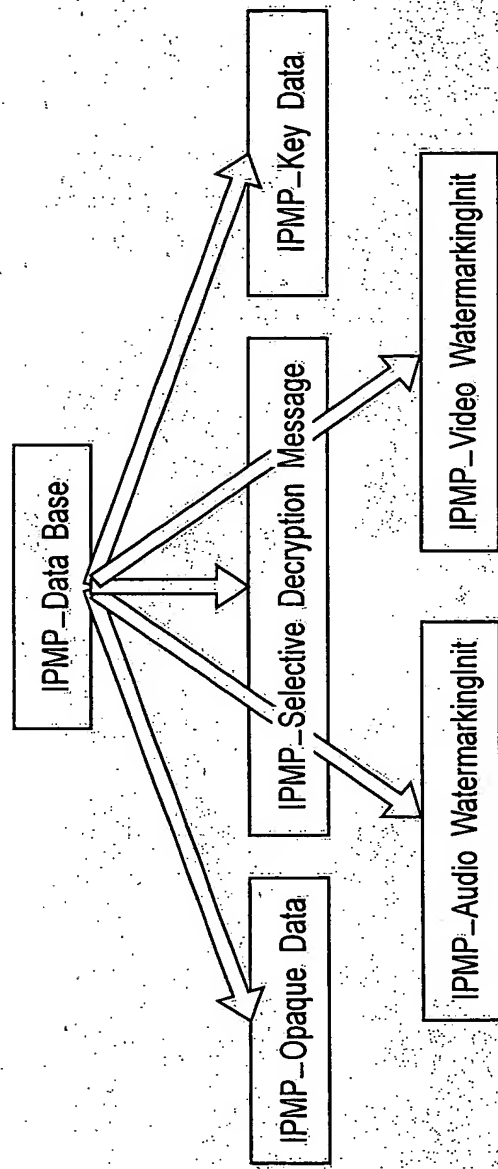 IPMP_Data Base
IPMP_Opaque Data
IPMP_Selective Decryption Message
IPMP_Key Data
IPMP_Audio WatermarkingInit
IPMP_Video WatermarkingInit